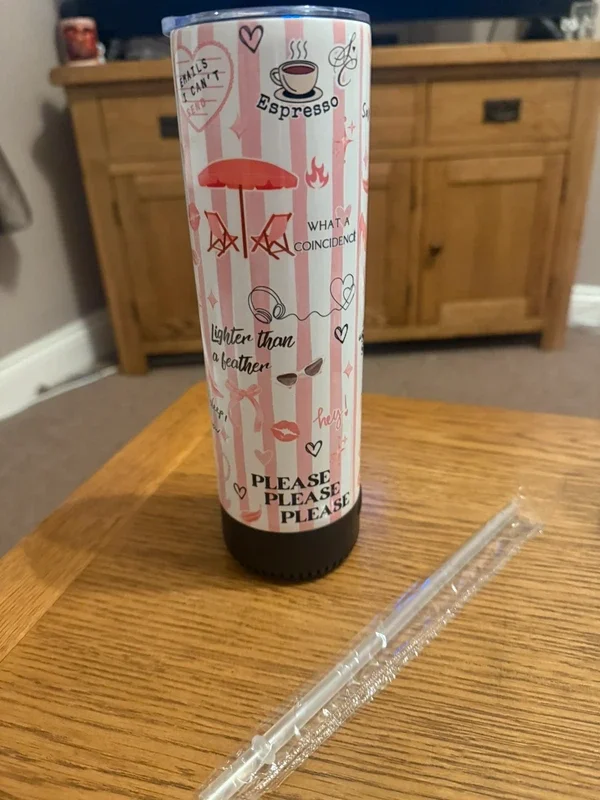 EMAILS
I CAN'T
SEND
S
C
Espresso
WHAT A
COINCIDENCE
Lighter than
a feather
hey!
PLEASE
PLEASE
PLEASE